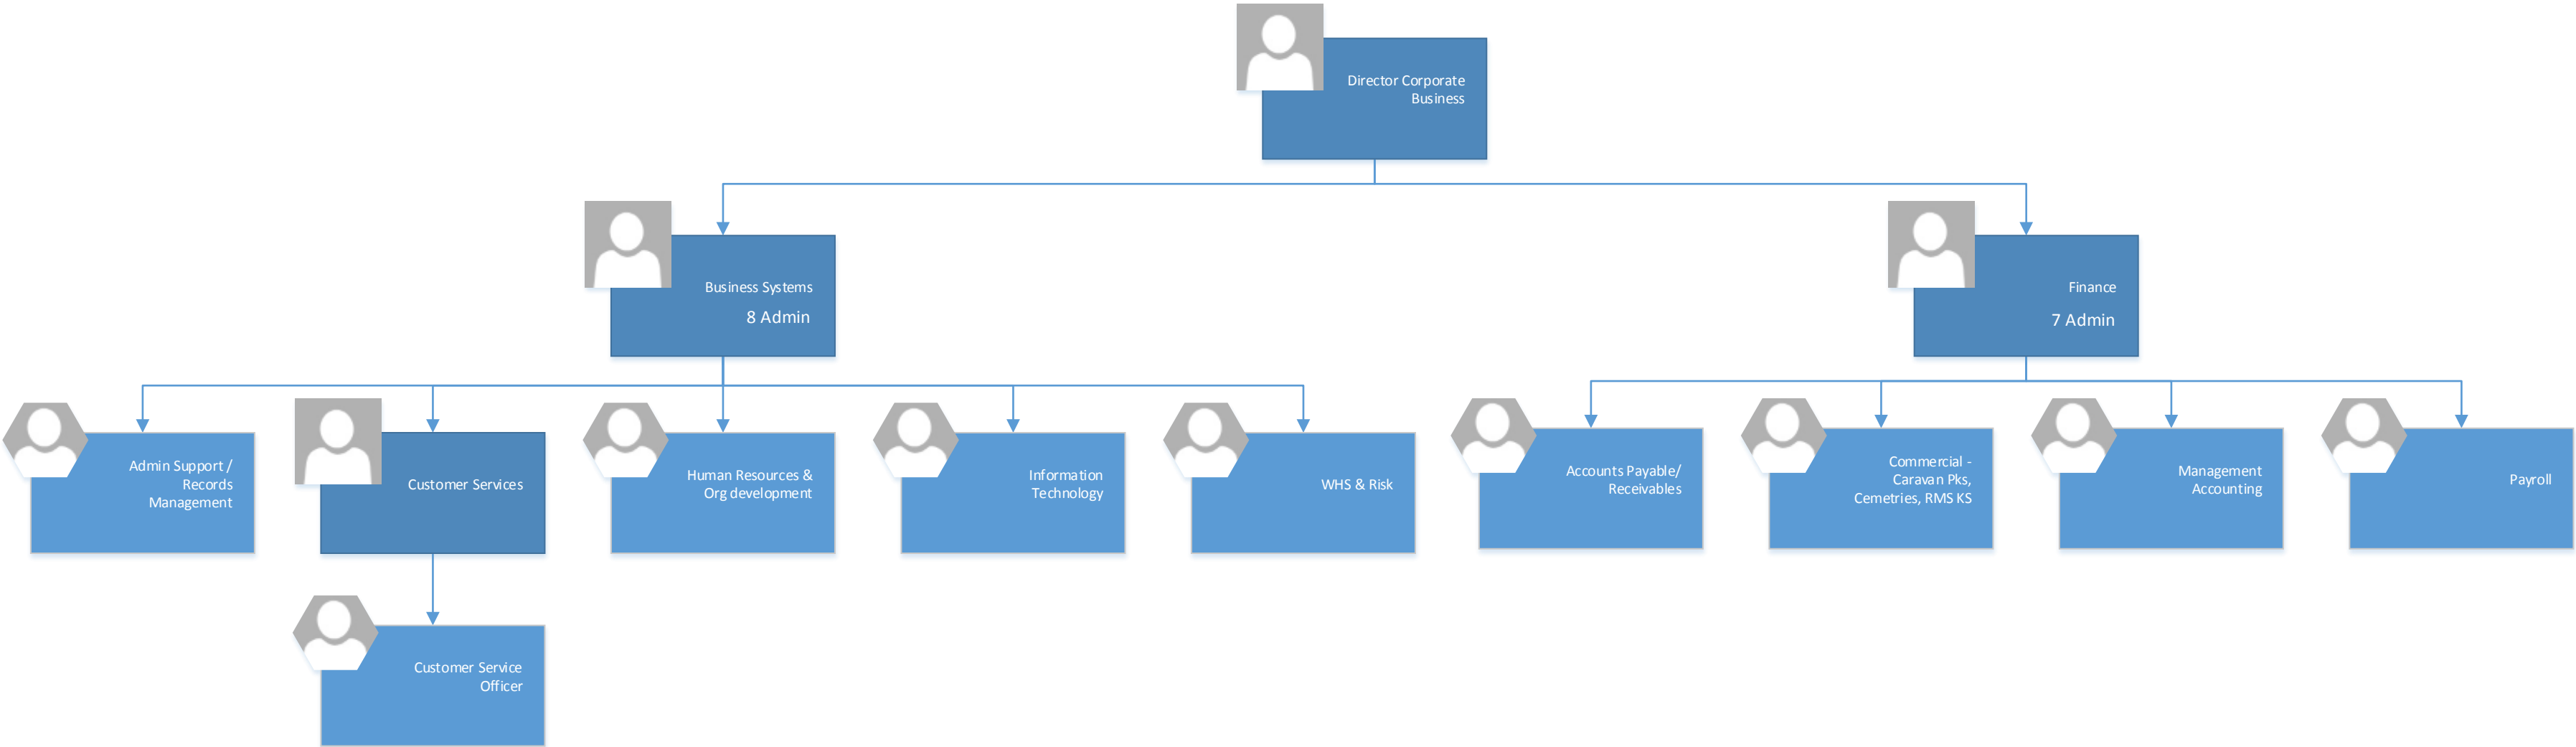 Director Corporate
Business
Business Systems
8 Admin
Finance
7 Admin
Admin Support /
Records
Management
Customer Services
Human Resources &
Org development
Information
Technology
WHS & Risk
Accounts Payable/
Receivables
Commercial -
Caravan Pks,
Cemetries, RMS KS
Management
Accounting
Payroll
Customer Service
Officer